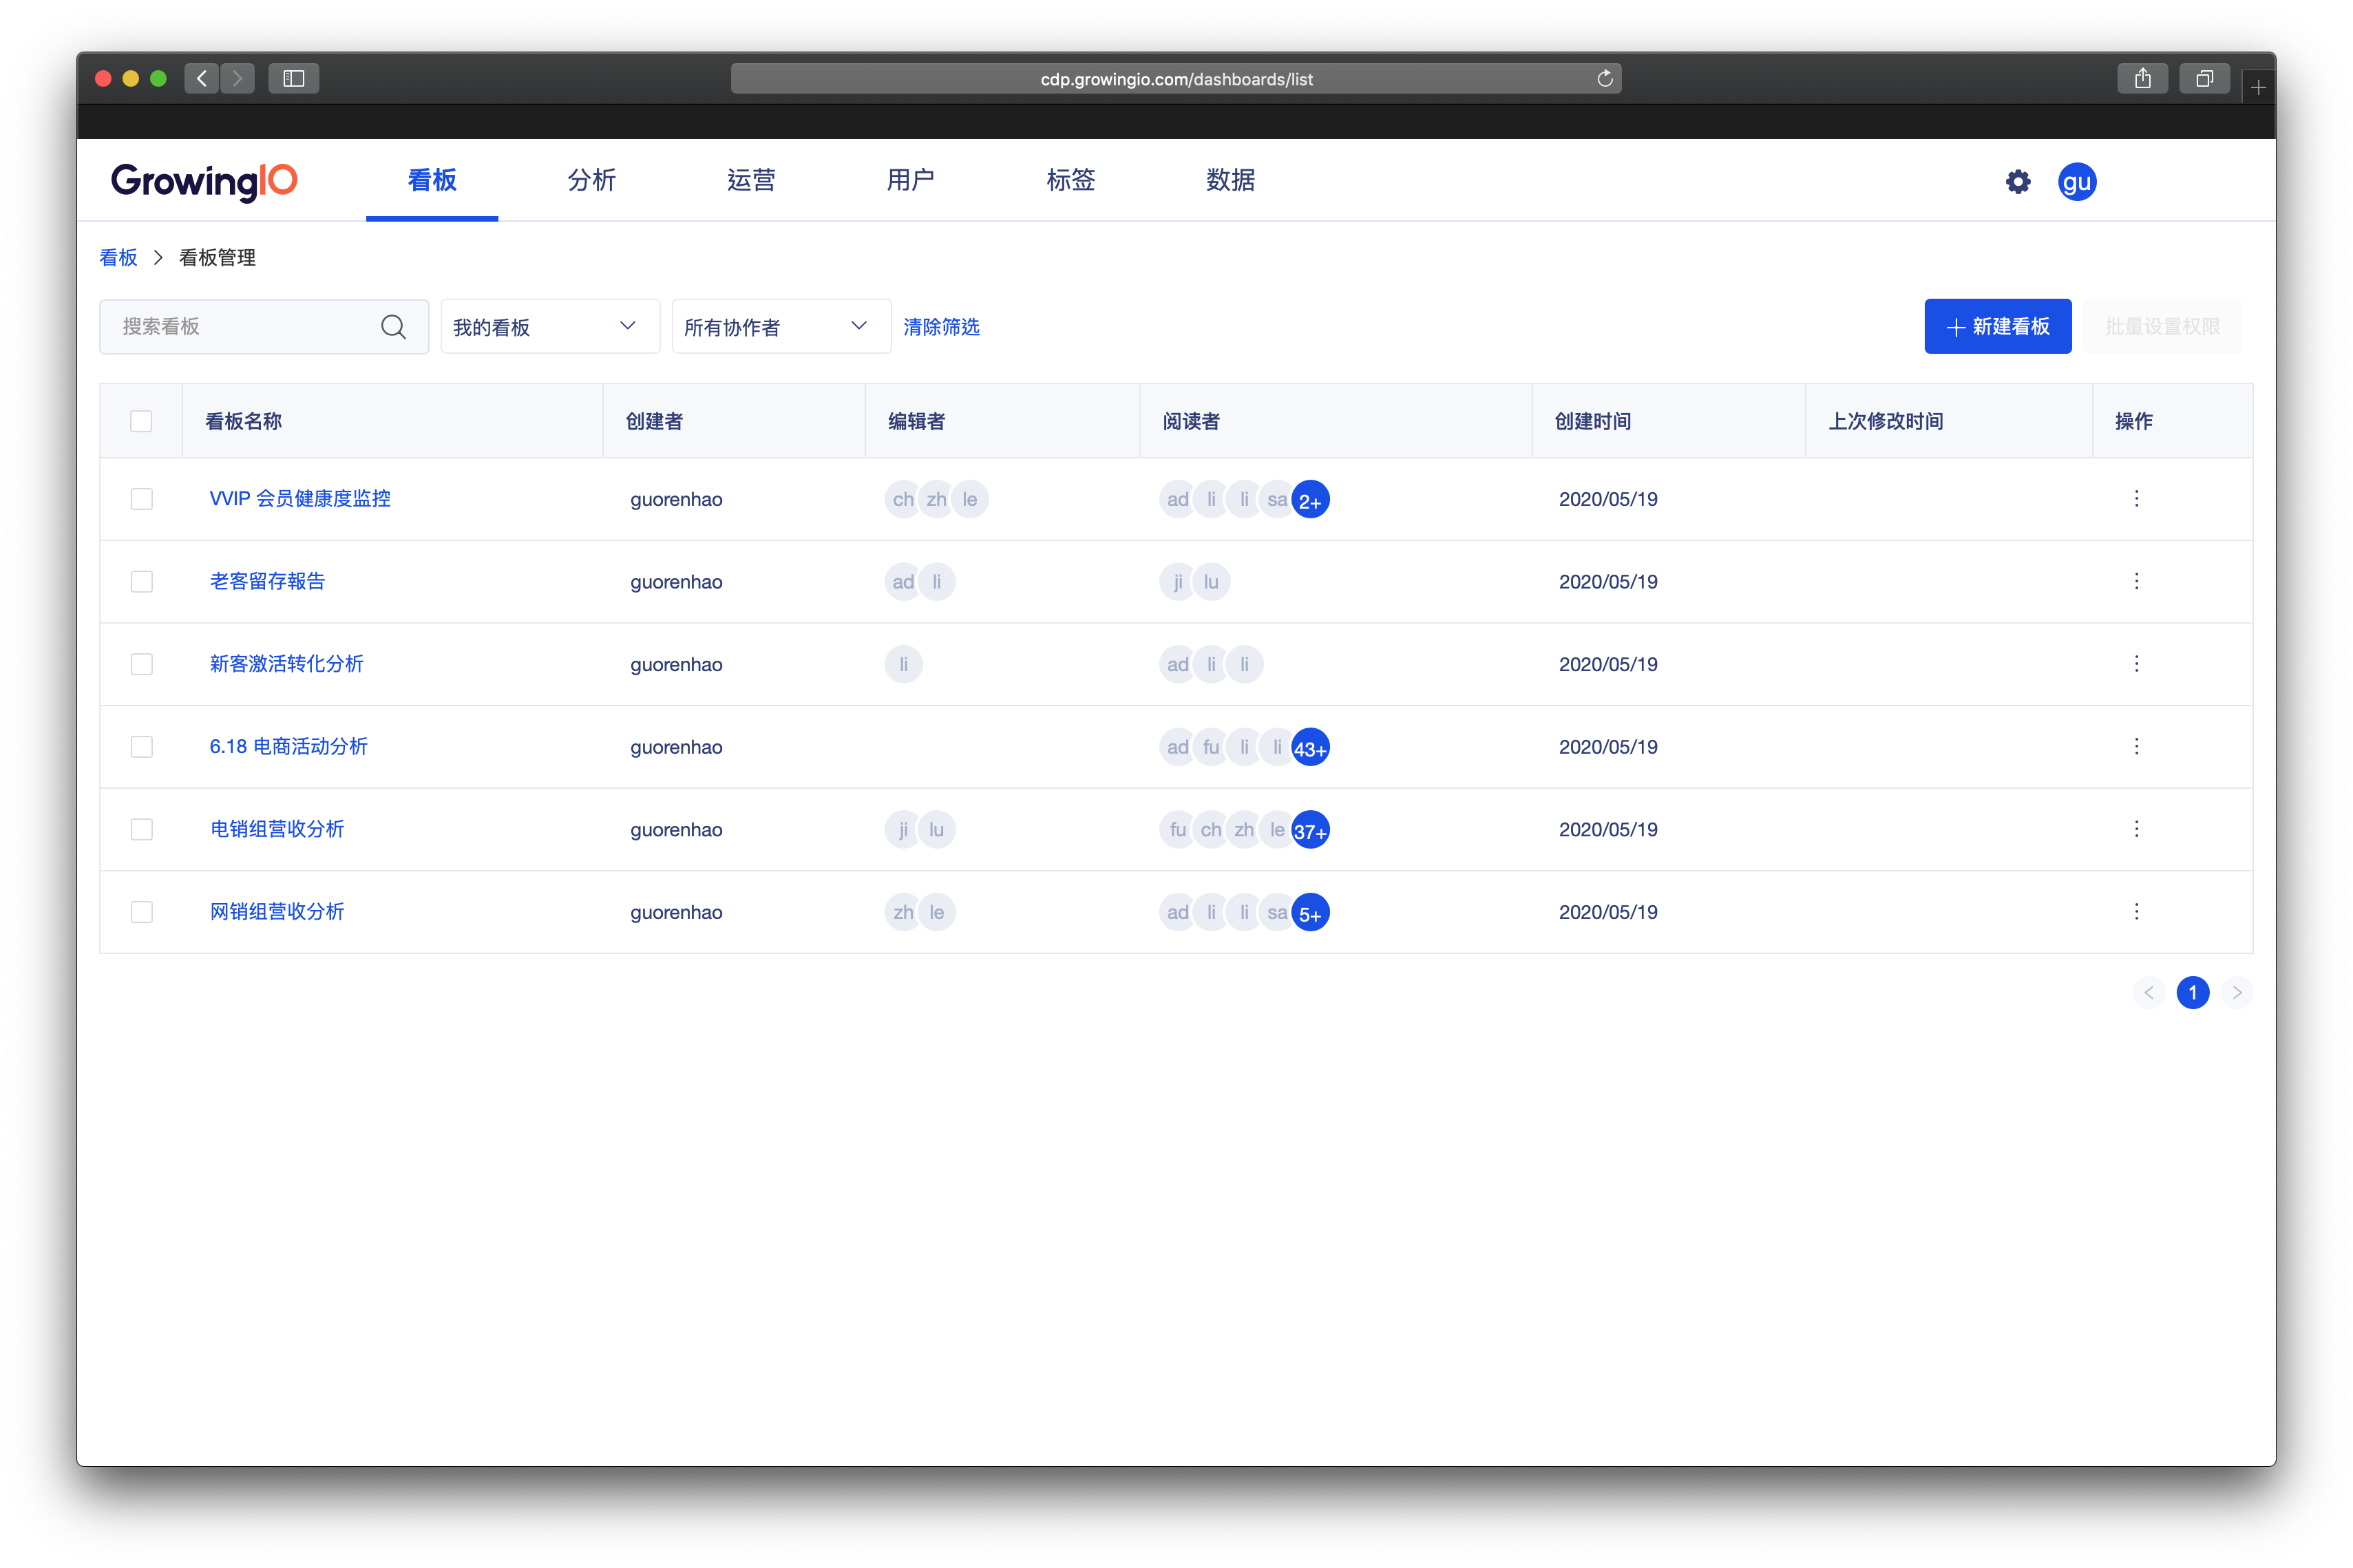 cdp.growingio.com/dashboards/list
GrowingIO 看板 分析 运营 用户 标签 数据 gu
看板 > 看板管理
搜索看板 我的看板 所有协作者 清除筛选 + 新建看板 批量设置权限
看板名称 创建者 编辑者 阅读者 创建时间 上次修改时间 操作
VVIP 会员健康度监控 guorenhao ch zh le ad li li sa 2+ 2020/05/19
老客留存報告 guorenhao ad li ji lu 2020/05/19
新客激活转化分析 guorenhao li ad li li 2020/05/19
6.18 电商活动分析 guorenhao ad fu li li 43+ 2020/05/19
电销组营收分析 guorenhao ji lu fu ch zh le 37+ 2020/05/19
网销组营收分析 guorenhao zh le ad li li sa 5+ 2020/05/19
< 1 >